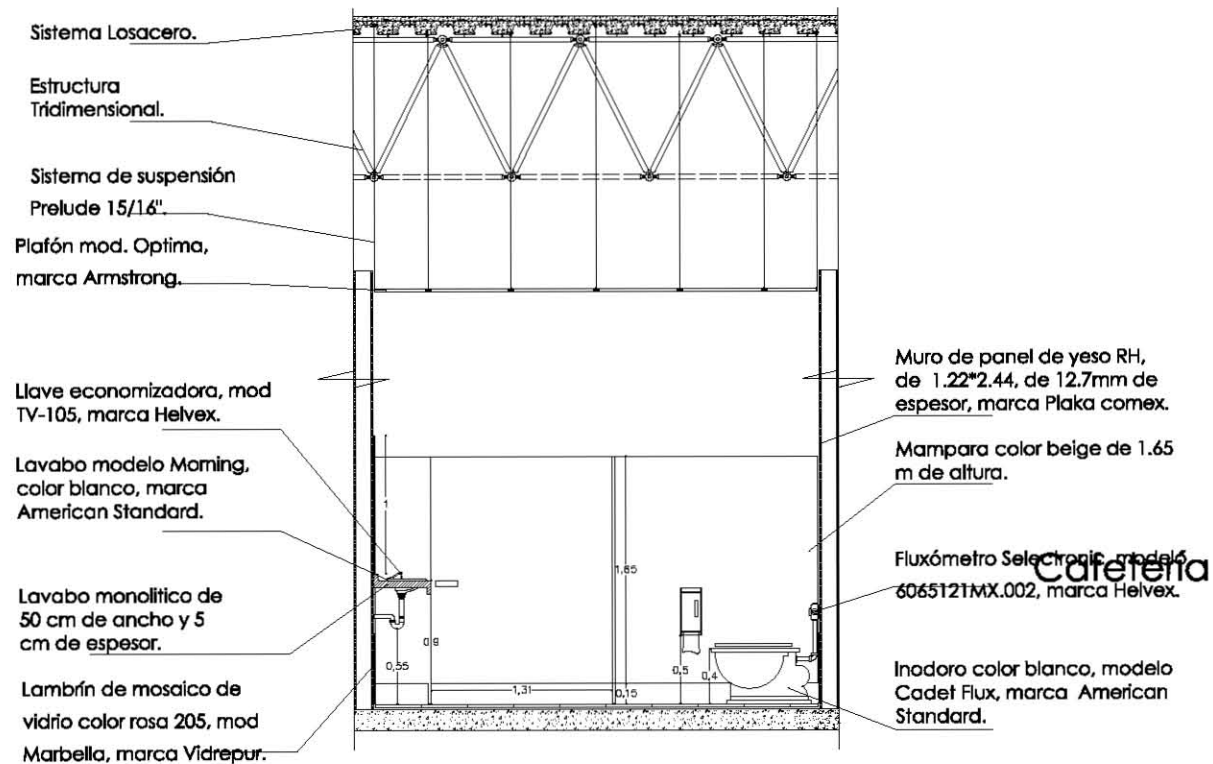 Sistema Losacero.
Estructura
Tridimensional.
Sistema de suspensión
Prelude 15/16".
Plafón mod. Optima,
marca Armstrong.
Llave economizadora, mod
TV-105, marca Helvex.
Lavabo modelo Morning,
color blanco, marca
American Standard.
Lavabo monolitico de
50 cm de ancho y 5
cm de espesor.
Lambrín de mosaico de
vidrio color rosa 205, mod
Marbella, marca Vidrepur.
1
0,9
0,55
1,31
1,65
0,15
0,5
0,4
Muro de panel de yeso RH,
de 1.22*2.44, de 12.7mm de
espesor, marca Plaka comex.
Mampara color beige de 1.65
m de altura.
Fluxómetro Selectronic, modelo
6065121MX.002, marca Helvex.
Cafetería
Inodoro color blanco, modelo
Cadet Flux, marca American
Standard.